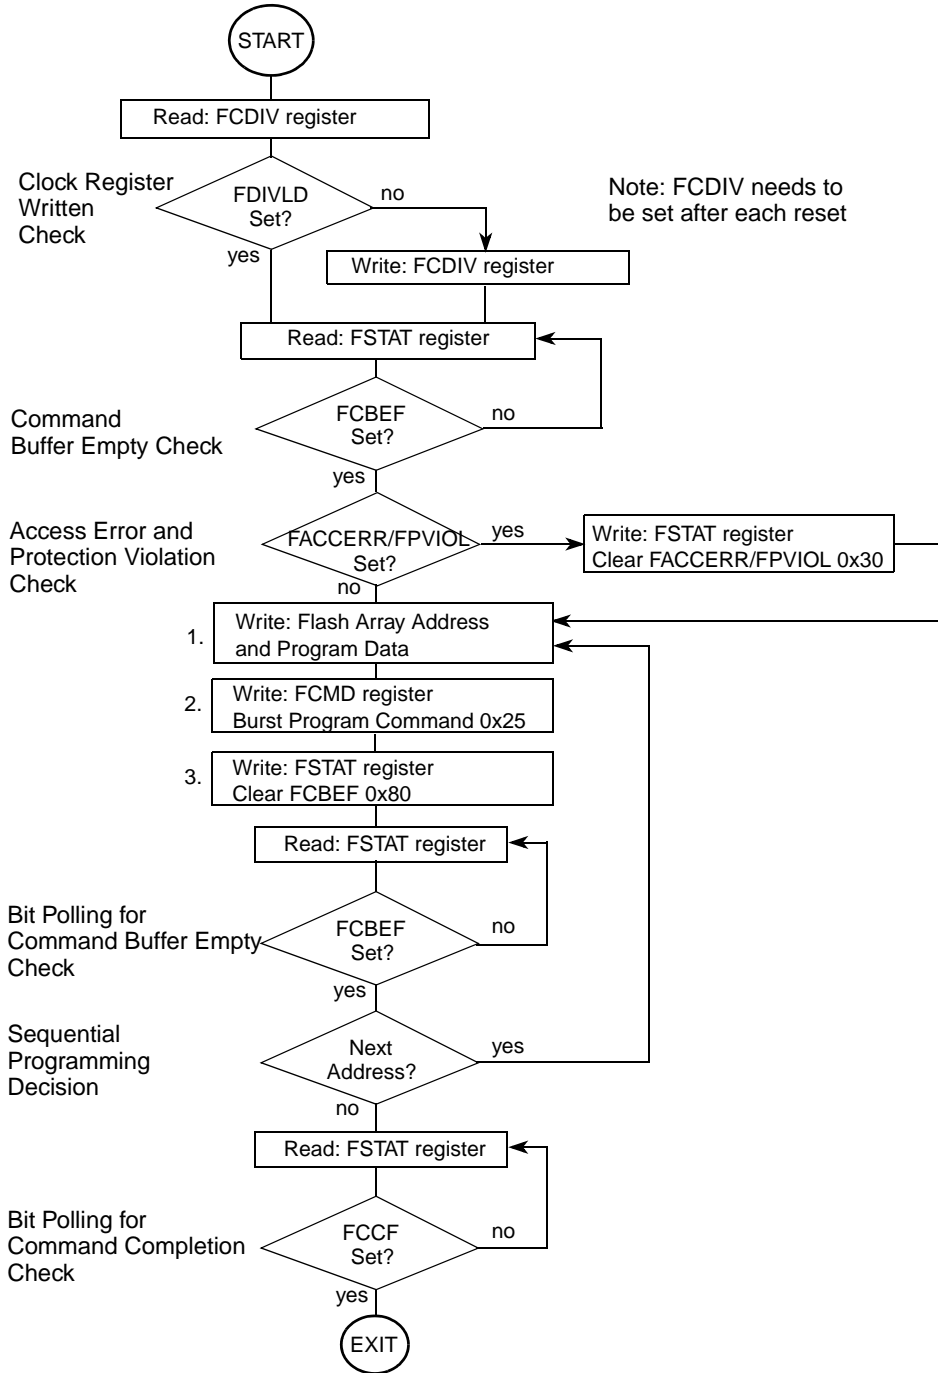 START
Read: FCDIV register
Clock Register
Written
Check
FDIVLD
Set?
no
yes
Note: FCDIV needs to
be set after each reset
Write: FCDIV register
Read: FSTAT register
Command
Buffer Empty Check
FCBEF
Set?
no
yes
Access Error and
Protection Violation
Check
FACCERR/FPVIOL
Set?
yes
no
Write: FSTAT register
Clear FACCERR/FPVIOL 0x30
1.
Write: Flash Array Address
and Program Data
2.
Write: FCMD register
Burst Program Command 0x25
3.
Write: FSTAT register
Clear FCBEF 0x80
Read: FSTAT register
Bit Polling for
Command Buffer Empty
Check
FCBEF
Set?
no
yes
Sequential
Programming
Decision
Next
Address?
yes
no
Read: FSTAT register
Bit Polling for
Command Completion
Check
FCCF
Set?
no
yes
EXIT